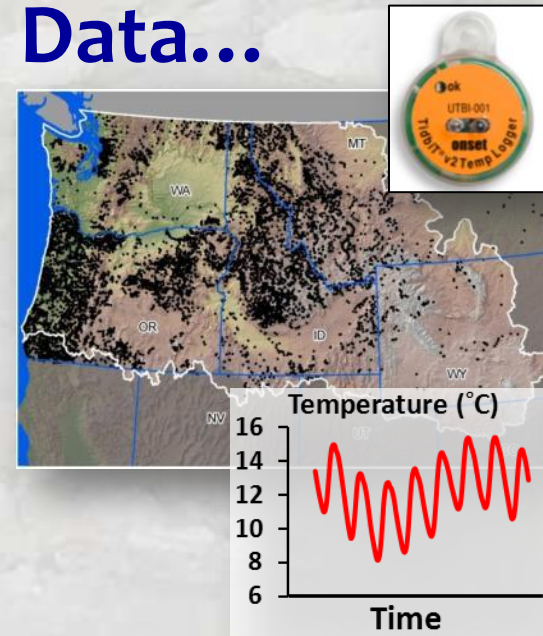 Data…
ok
UTBI-001
onset
TidbiT v2 Temp Logger
MT
WA
OR
ID
WY
NV
UT
Temperature (˚C)
16
14
12
10
8
6
Time